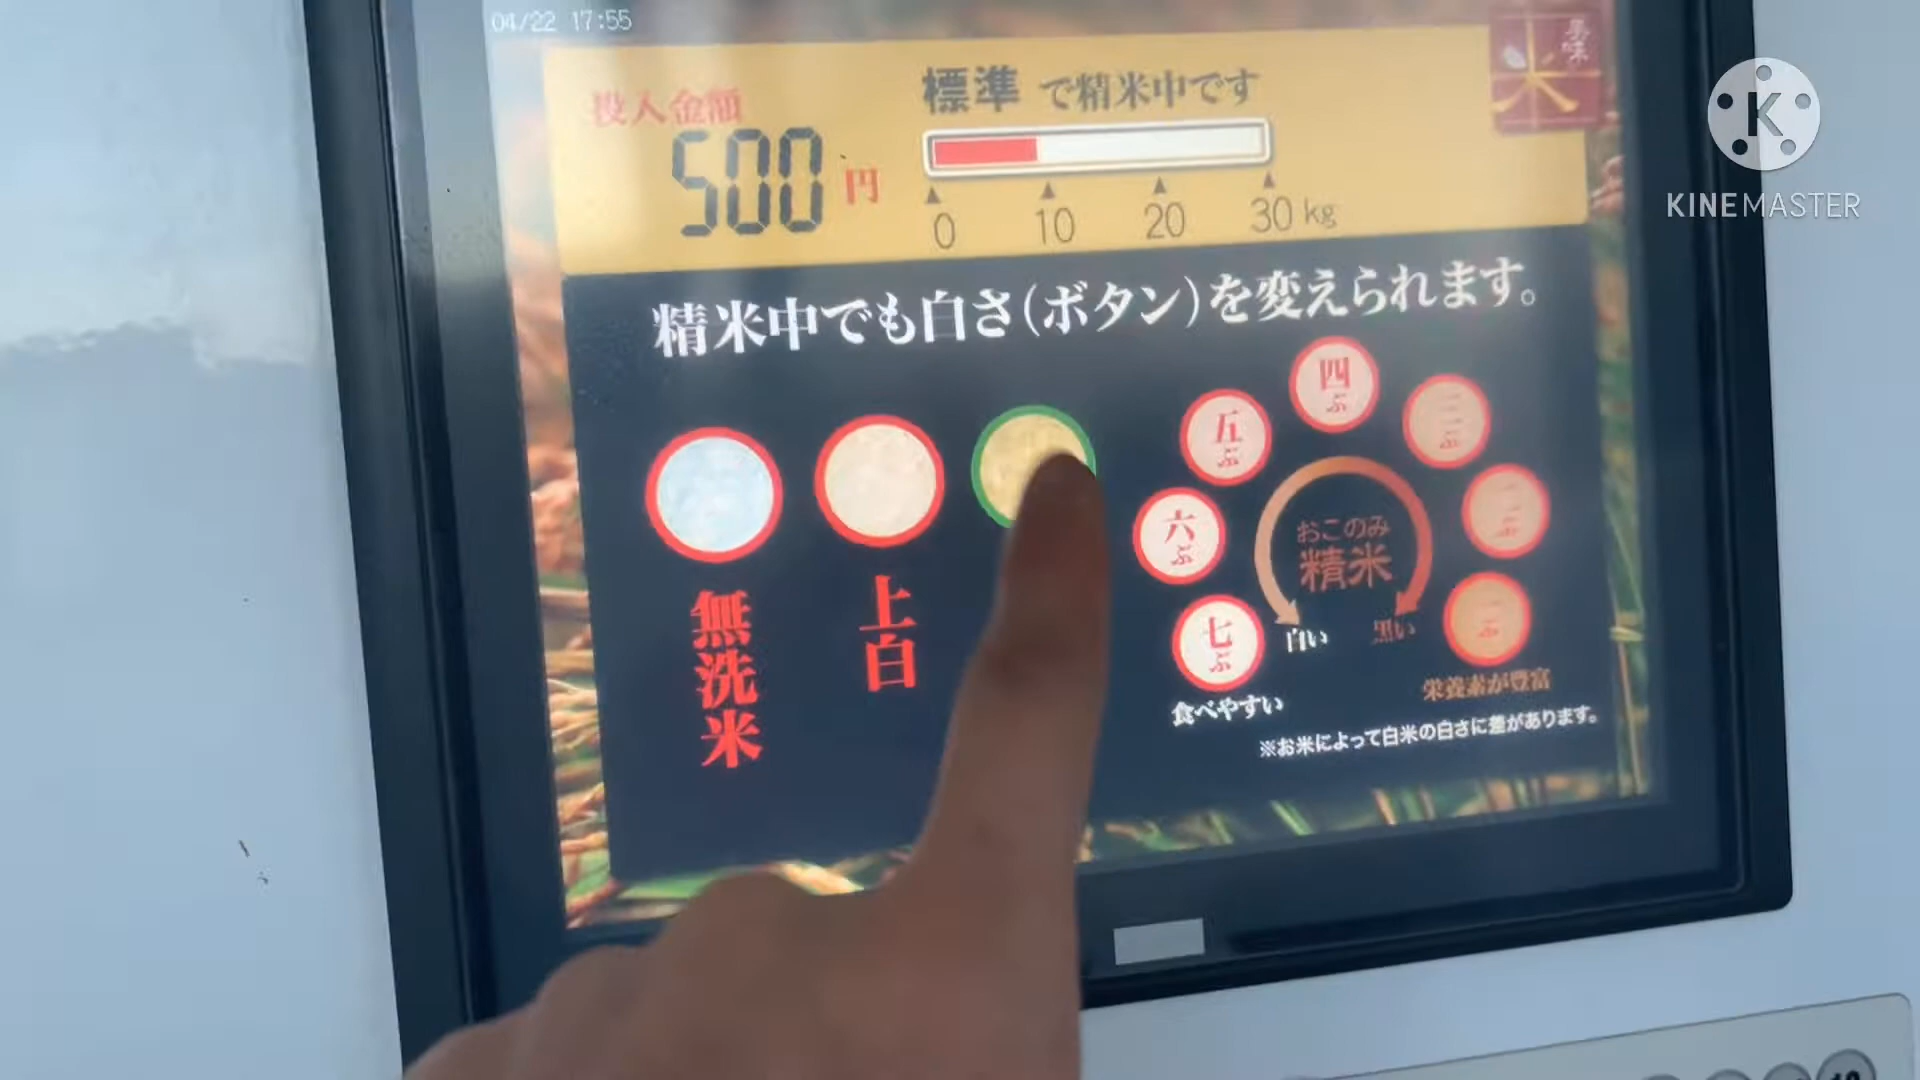 04/22 17:55
投入金額
500円
標準 で精米中です
0 10 20 30 kg
美味
米
KINEMASTER
精米中でも白さ(ボタン)を変えられます。
無洗米
上白
四ぶ
五ぶ
三ぶ
六ぶ
二ぶ
七ぶ
一ぶ
おこのみ
精米
白い
黒い
食べやすい
栄養素が豊富
※お米によって白米の白さに差があります。